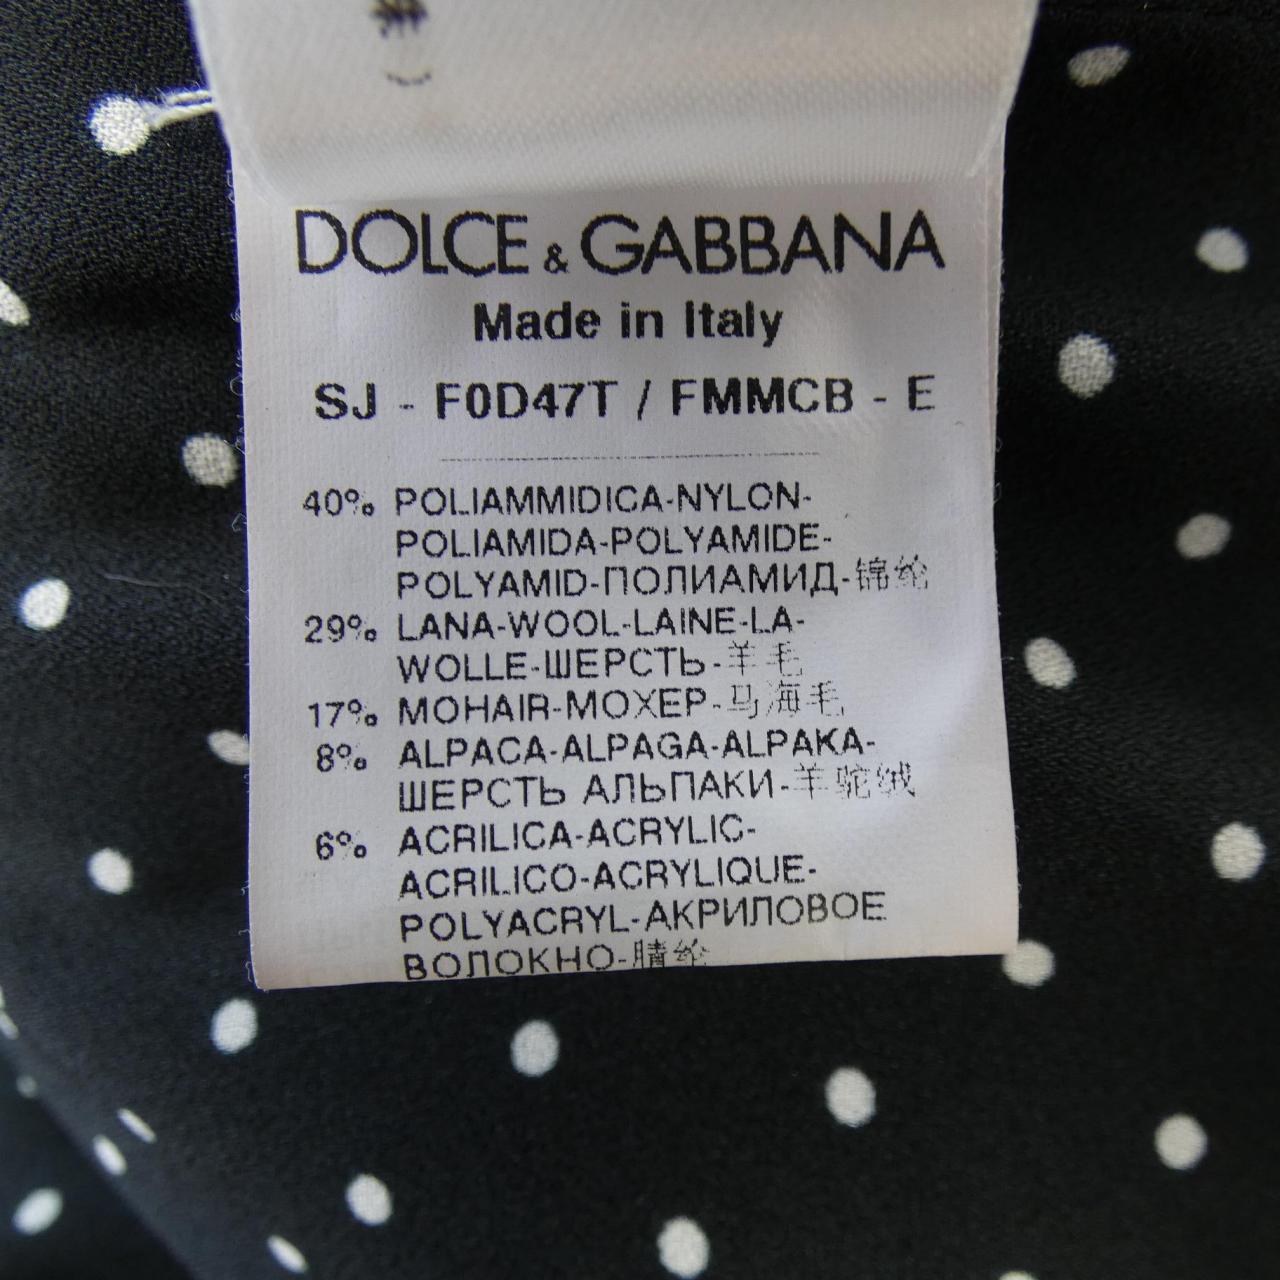 DOLCE & GABBANA
Made in Italy
SJ - F0D47T / FMMCB - E
40% POLIAMMIDICA-NYLON-
POLIAMIDA-POLYAMIDE-
POLYAMID-ПОЛИАМИД-锦纶
29% LANA-WOOL-LAINE-LA-
WOLLE-ШЕРСТЬ-羊毛
17% MOHAIR-МОХЕР-马海毛
8% ALPACA-ALPAGA-ALPAKA-
ШЕРСТЬ АЛЬПАКИ-羊驼绒
6% ACRILICA-ACRYLIC-
ACRILICO-ACRYLIQUE-
POLYACRYL-АКРИЛОВОЕ
ВОЛОКНО-腈纶